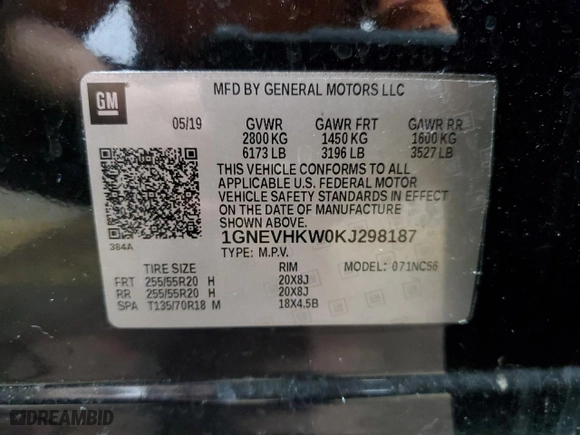 GM
MFD BY GENERAL MOTORS LLC
05/19 GVWR GAWR FRT GAWR RR
2800 KG 1450 KG 1600 KG
6173 LB 3196 LB 3527 LB
THIS VEHICLE CONFORMS TO ALL
APPLICABLE U.S. FEDERAL MOTOR
VEHICLE SAFETY STANDARDS IN EFFECT
ON THE DATE OF MANUFACTURE
SHOWN ABOVE.
384A
1GNEVHKW0KJ298187
TYPE: M.P.V. MODEL: 071NC56
TIRE SIZE RIM
FRT 255/55R20 H 20X8J
RR 255/55R20 H 20X8J
SPA T135/70R18 M 18X4.5B
DREAMBID